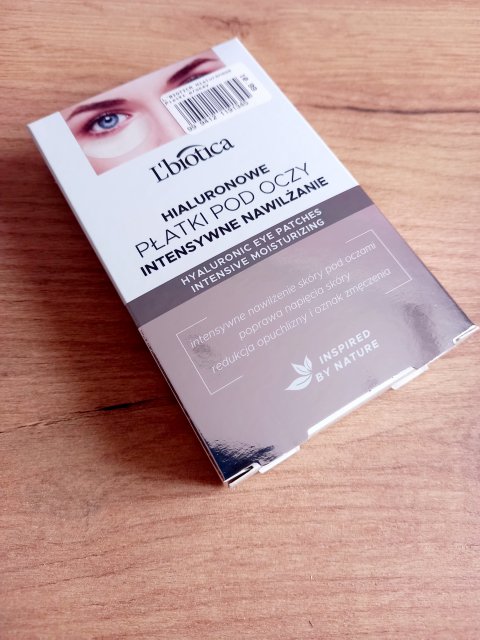 L'biotica
HIALURONOWE
PŁATKI POD OCZY
INTENSYWNE NAWILŻANIE
HYALURONIC EYE PATCHES
INTENSIVE MOISTURIZING
intensywne nawilżenie skóry pod oczami
poprawa napięcia skóry
redukcja opuchlizny i oznak zmęczenia
INSPIRED
BY NATURE